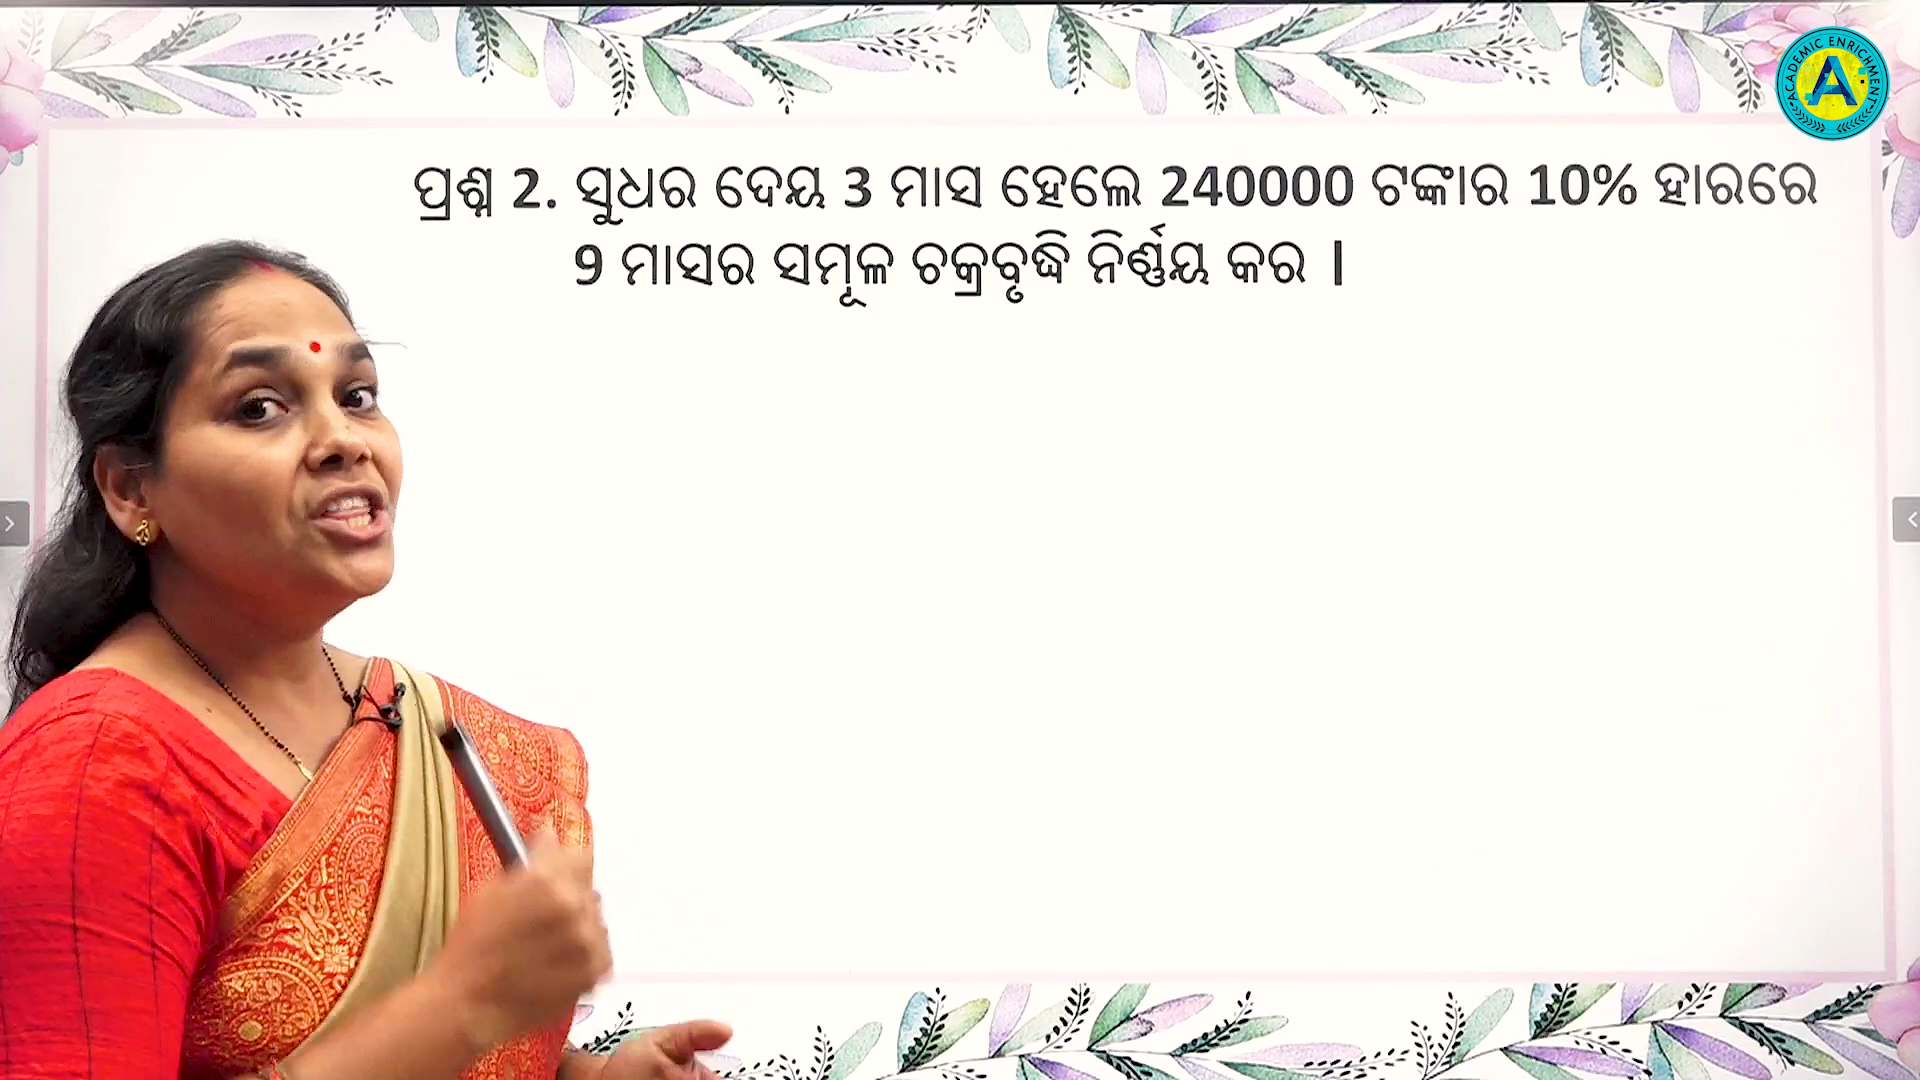 ପ୍ରଶ୍ନ 2. ସୁଧର ଦେୟ 3 ମାସ ହେଲେ 240000 ଟଙ୍କାର 10% ହାରରେ
9 ମାସର ସମୂଳ ଚକ୍ରବୃଦ୍ଧି ନିର୍ଣ୍ଣୟ କର ।
ACADEMIC ENRICHMENT
A